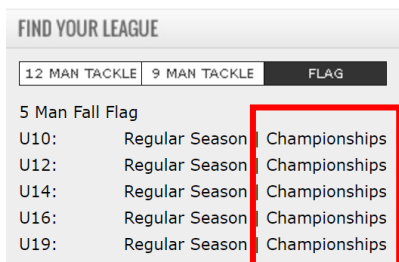 FIND YOUR LEAGUE
12 MAN TACKLE 9 MAN TACKLE FLAG
5 Man Fall Flag
U10: Regular Season | Championships
U12: Regular Season | Championships
U14: Regular Season | Championships
U16: Regular Season | Championships
U19: Regular Season | Championships